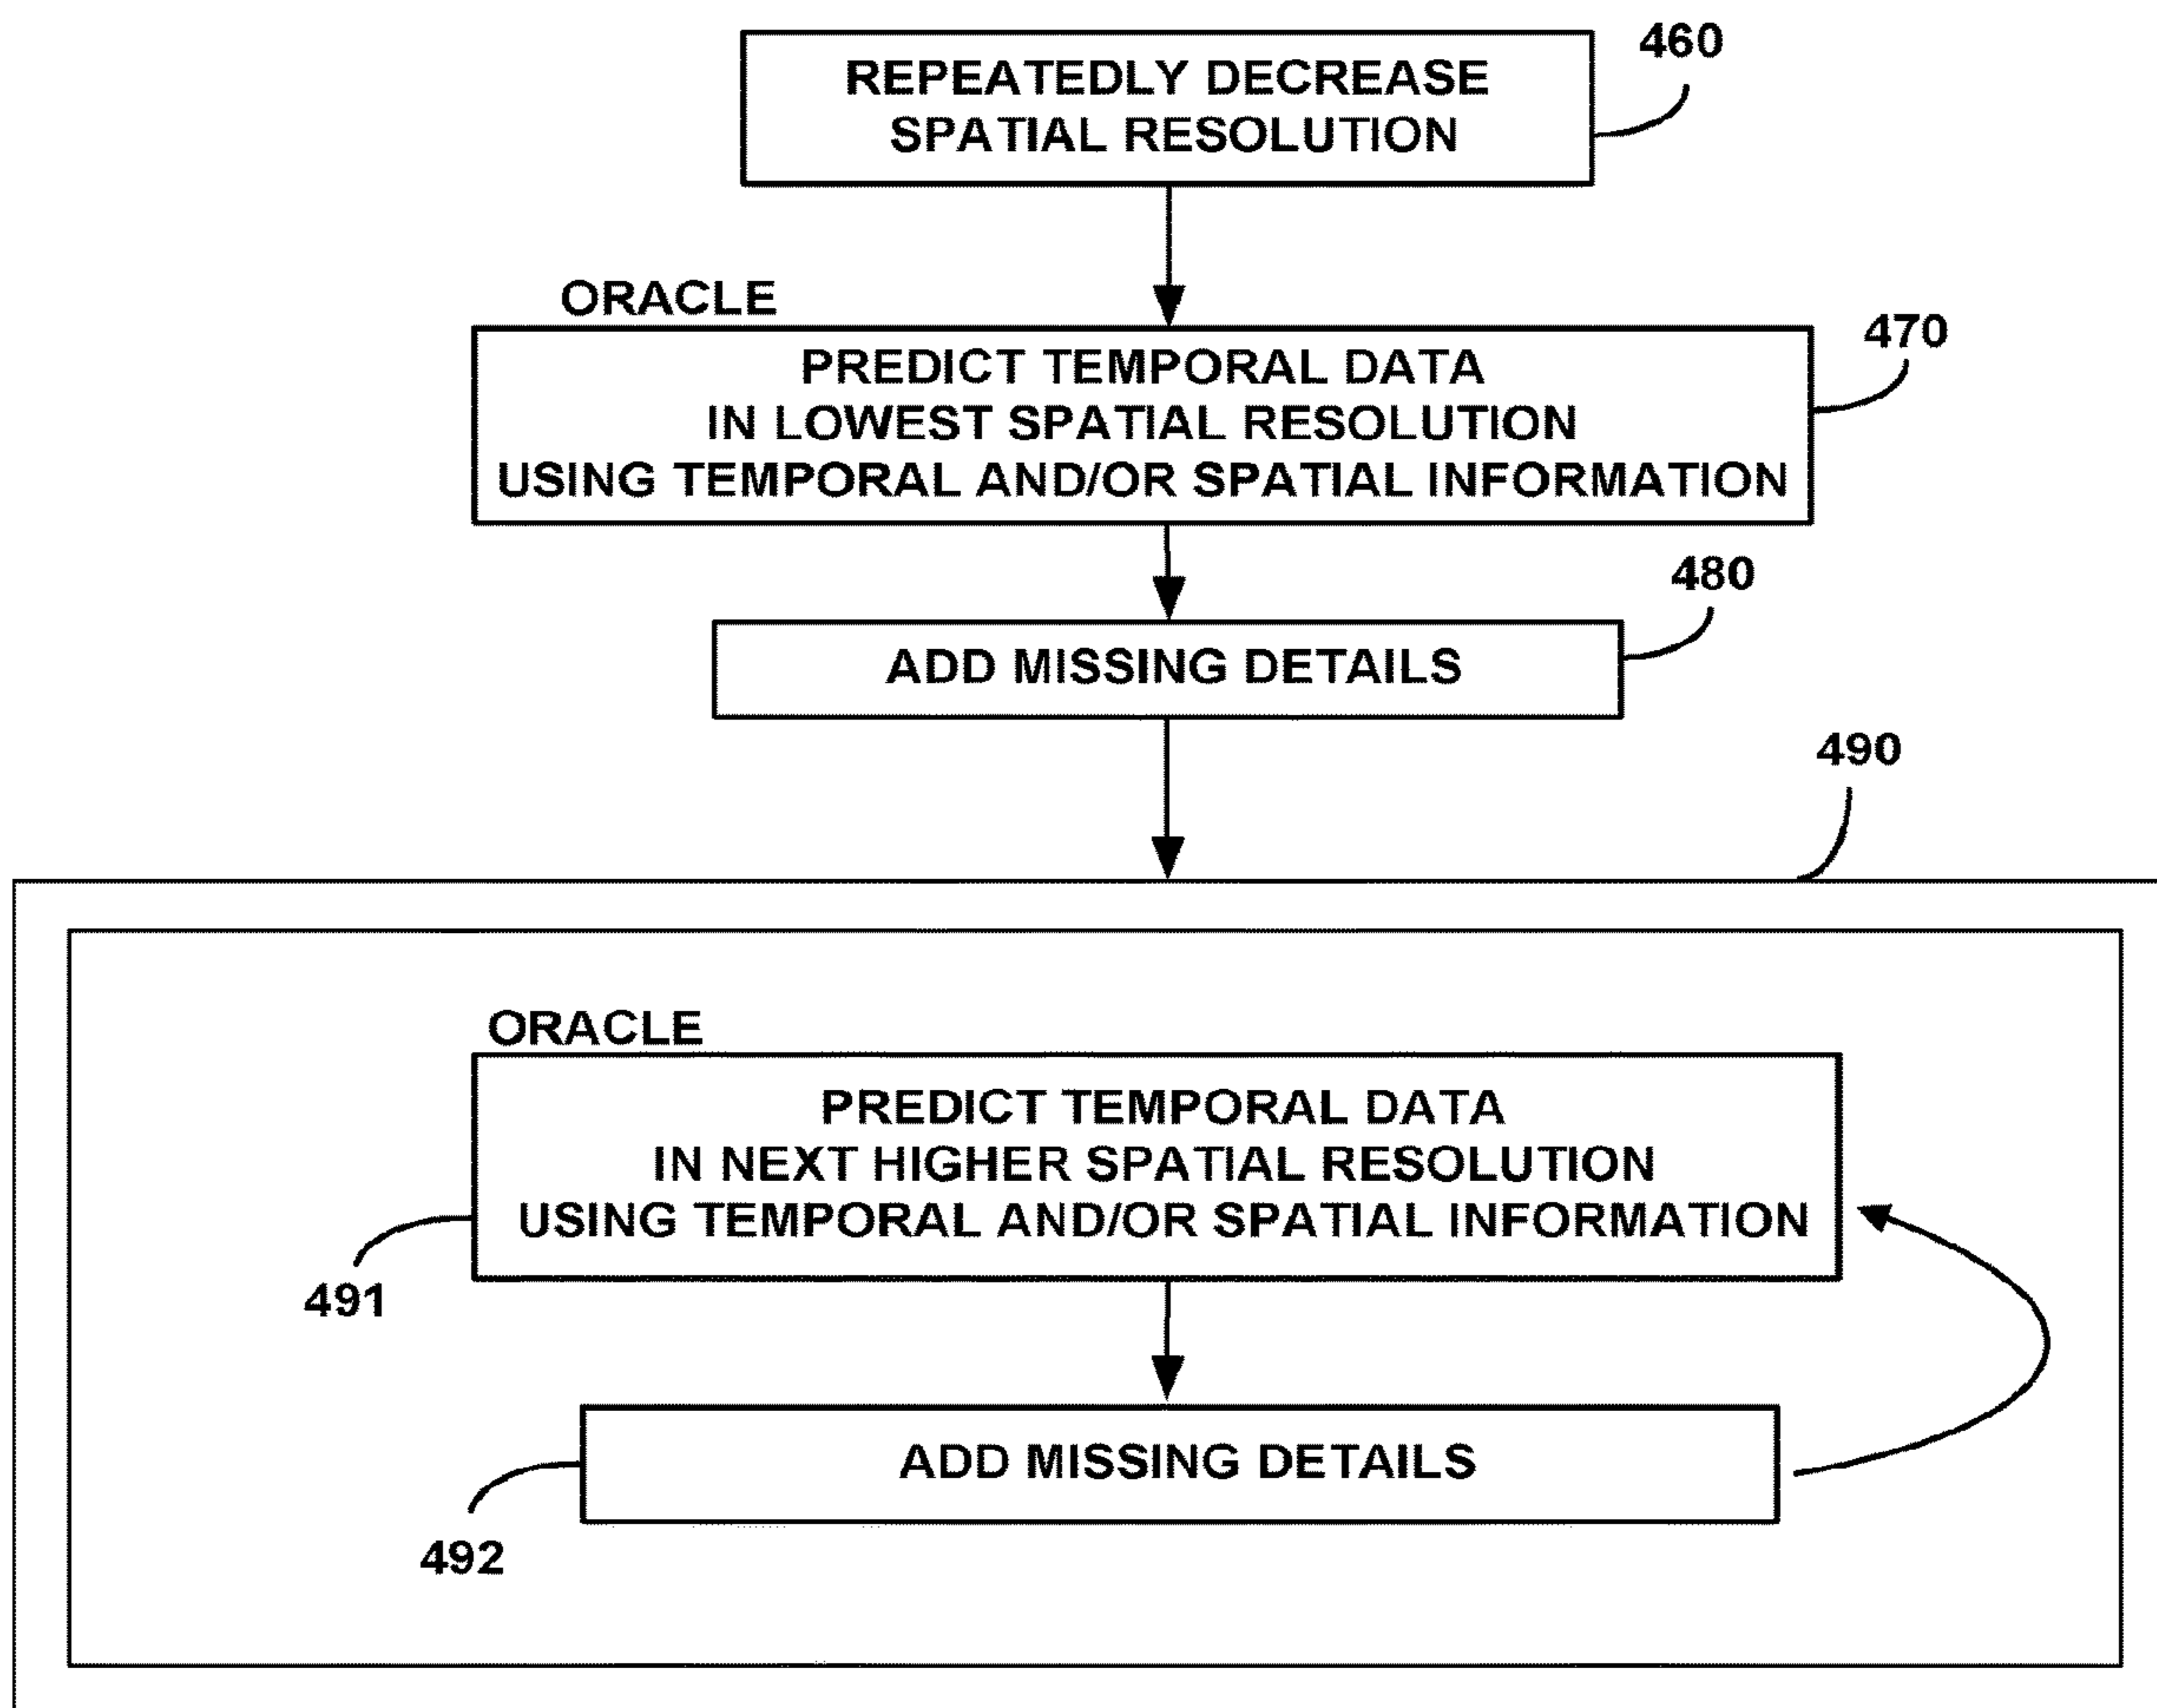 460
REPEATEDLY DECREASE
SPATIAL RESOLUTION
ORACLE
470
PREDICT TEMPORAL DATA
IN LOWEST SPATIAL RESOLUTION
USING TEMPORAL AND/OR SPATIAL INFORMATION
480
ADD MISSING DETAILS
490
ORACLE
PREDICT TEMPORAL DATA
IN NEXT HIGHER SPATIAL RESOLUTION
USING TEMPORAL AND/OR SPATIAL INFORMATION
491
ADD MISSING DETAILS
492